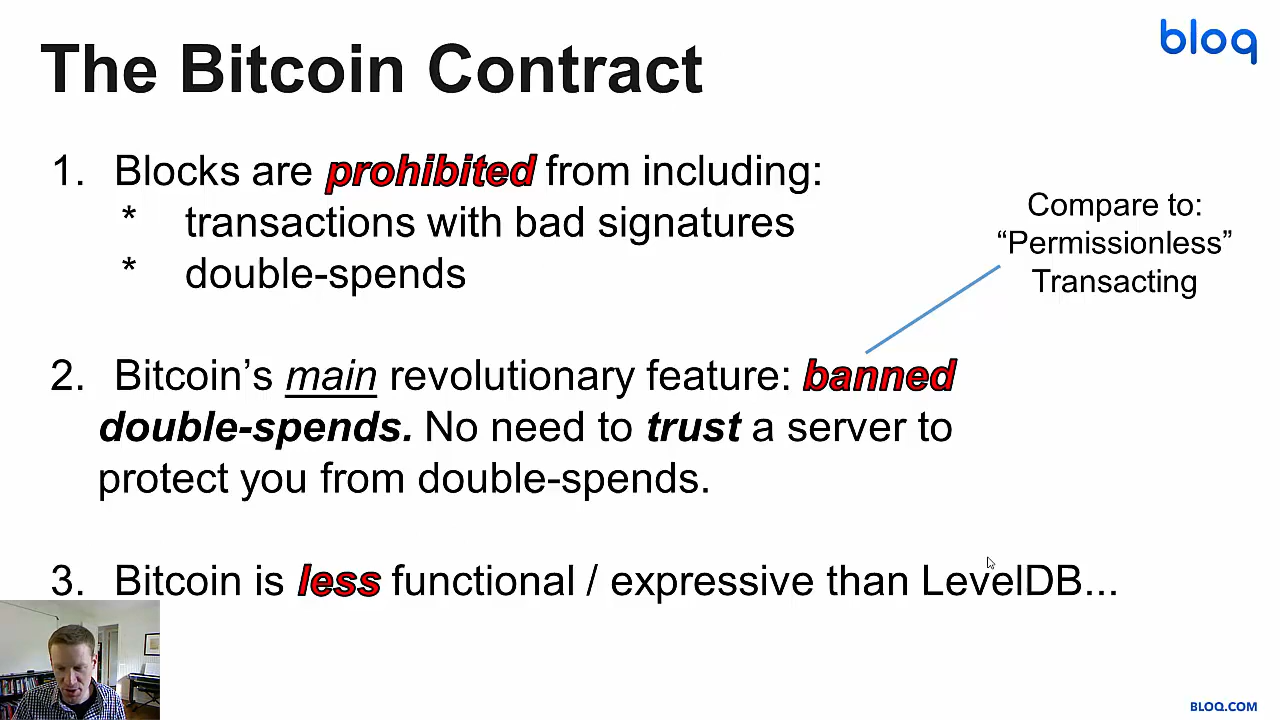 The Bitcoin Contract
bloq
1. Blocks are prohibited from including:
* transactions with bad signatures
* double-spends
Compare to:
“Permissionless”
Transacting
2. Bitcoin’s main revolutionary feature: banned
double-spends. No need to trust a server to
protect you from double-spends.
3. Bitcoin is less functional / expressive than LevelDB...
BLOQ.COM